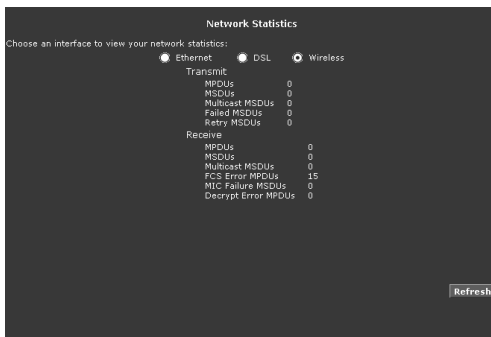 Network Statistics
Choose an interface to view your network statistics:
Ethernet DSL Wireless
Transmit
MPDUs 0
MSDUs 0
Multicast MSDUs 0
Failed MSDUs 0
Retry MSDUs 0
Receive
MPDUs 0
MSDUs 0
Multicast MSDUs 0
FCS Error MPDUs 15
MIC Failure MSDUs 0
Decrypt Error MPDUs 0
Refresh